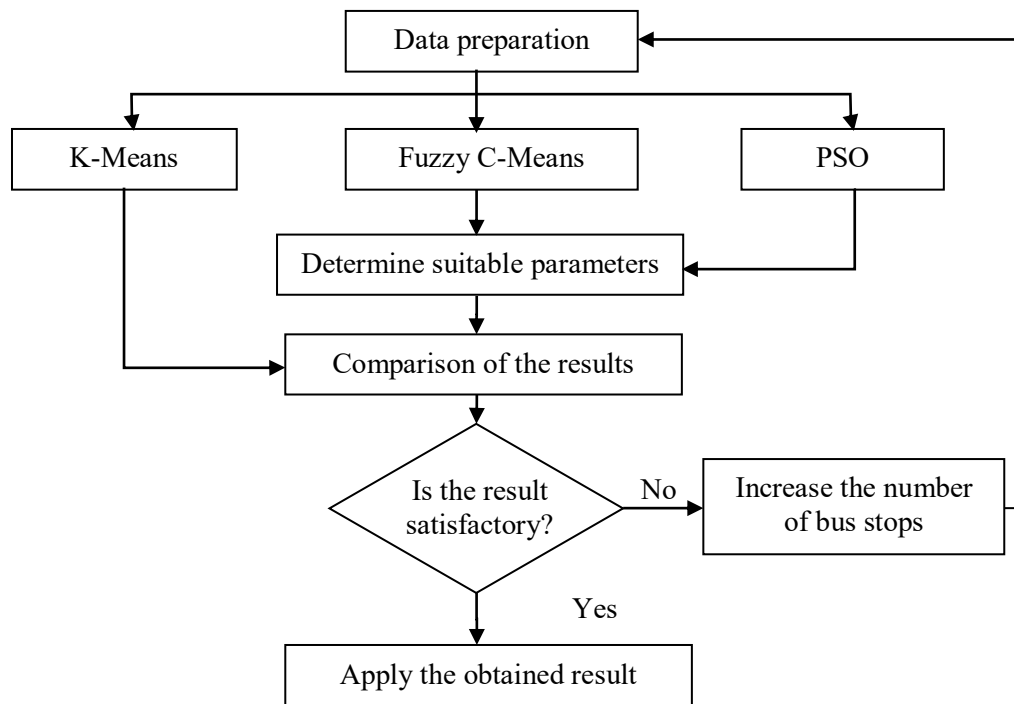 Data preparation
K-Means
Fuzzy C-Means
PSO
Determine suitable parameters
Comparison of the results
Is the result
satisfactory?
No
Increase the number
of bus stops
Yes
Apply the obtained result